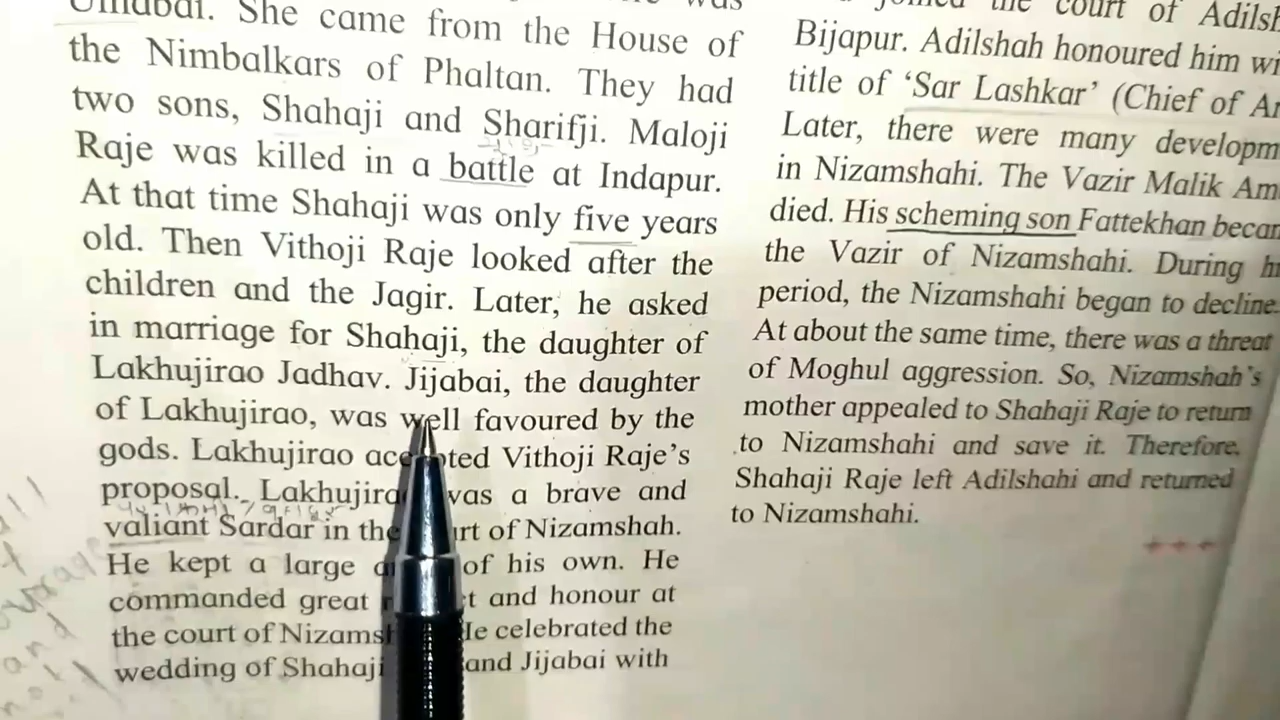 Umabai. She came from the House of
the Nimbalkars of Phaltan. They had
two sons, Shahaji and Sharifji. Maloji
Raje was killed in a battle at Indapur.
At that time Shahaji was only five years
old. Then Vithoji Raje looked after the
children and the Jagir. Later, he asked
in marriage for Shahaji, the daughter of
Lakhujirao Jadhav. Jijabai, the daughter
of Lakhujirao, was well favoured by the
gods. Lakhujirao accepted Vithoji Raje's
proposal. Lakhujirao was a brave and
valiant Sardar in the court of Nizamshah.
He kept a large of his own. He
commanded great and honour at
the court of Nizamsh He celebrated the
wedding of Shahaji and Jijabai with
joined the court of Adilsh
Bijapur. Adilshah honoured him wi
title of 'Sar Lashkar' (Chief of Ar
Later, there were many developm
in Nizamshahi. The Vazir Malik Am
died. His scheming son Fattekhan becam
the Vazir of Nizamshahi. During hi
period, the Nizamshahi began to decline.
At about the same time, there was a threat
of Moghul aggression. So, Nizamshah's
mother appealed to Shahaji Raje to return
to Nizamshahi and save it. Therefore,
Shahaji Raje left Adilshahi and returned
to Nizamshahi.